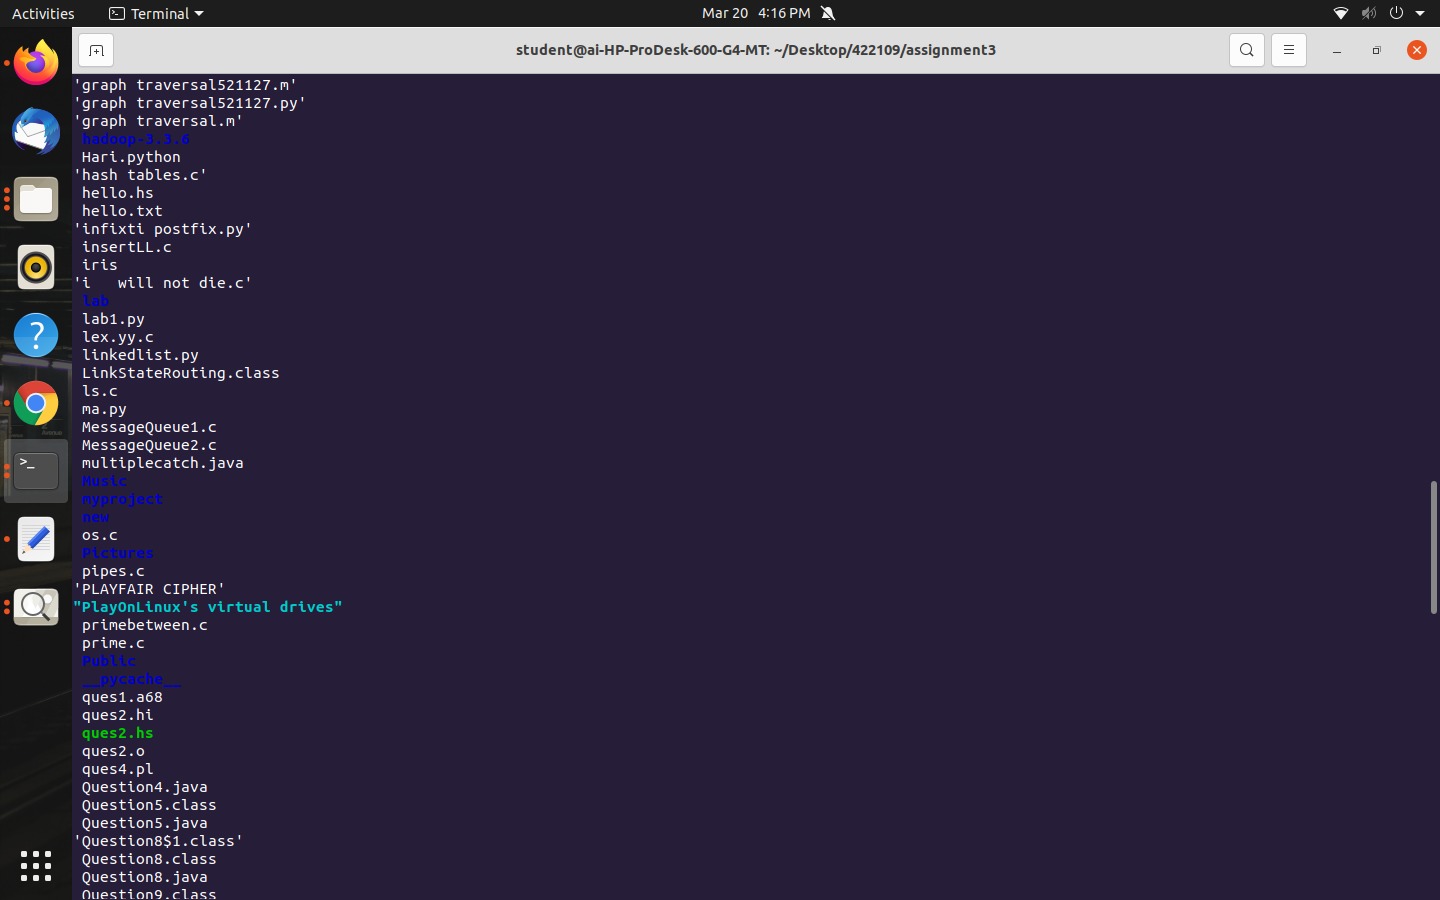 Activities
Terminal
Mar 20 4:16 PM
student@ai-HP-ProDesk-600-G4-MT: ~/Desktop/422109/assignment3
'graph traversal521127.m'
'graph traversal521127.py'
'graph traversal.m'
hadoop-3.3.6
Hari.python
'hash tables.c'
hello.hs
hello.txt
'infixti postfix.py'
insertLL.c
iris
'i   will not die.c'
lab
lab1.py
lex.yy.c
linkedlist.py
LinkStateRouting.class
ls.c
ma.py
MessageQueue1.c
MessageQueue2.c
multiplecatch.java
Music
myproject
new
os.c
Pictures
pipes.c
'PLAYFAIR CIPHER'
"PlayOnLinux's virtual drives"
primebetween.c
prime.c
Public
__pycache__
ques1.a68
ques2.hi
ques2.hs
ques2.o
ques4.pl
Question4.java
Question5.class
Question5.java
'Question8$1.class'
Question8.class
Question8.java
Question9.class